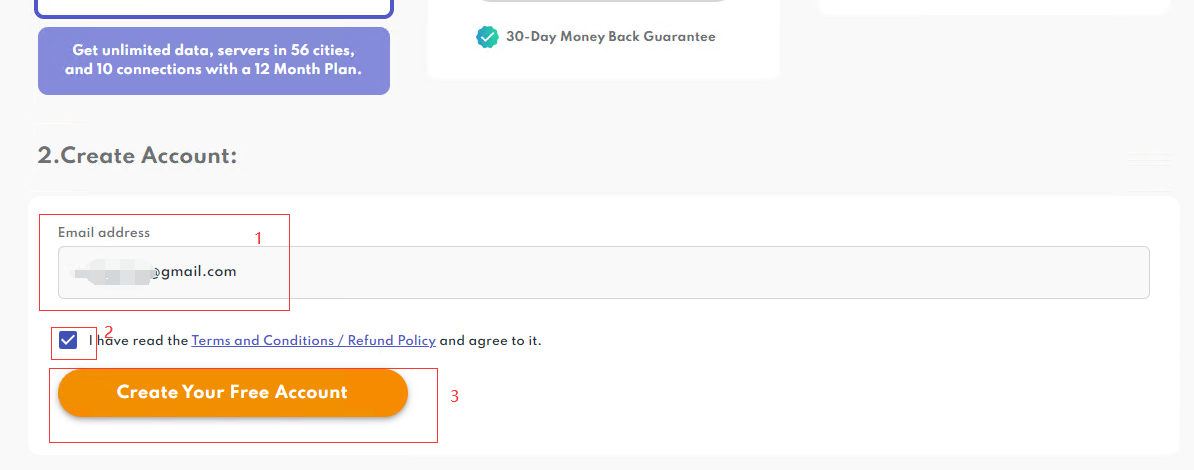 Get unlimited data, servers in 56 cities,
and 10 connections with a 12 Month Plan.
30-Day Money Back Guarantee
2.Create Account:
Email address
1
@gmail.com
2
I have read the Terms and Conditions / Refund Policy and agree to it.
Create Your Free Account
3